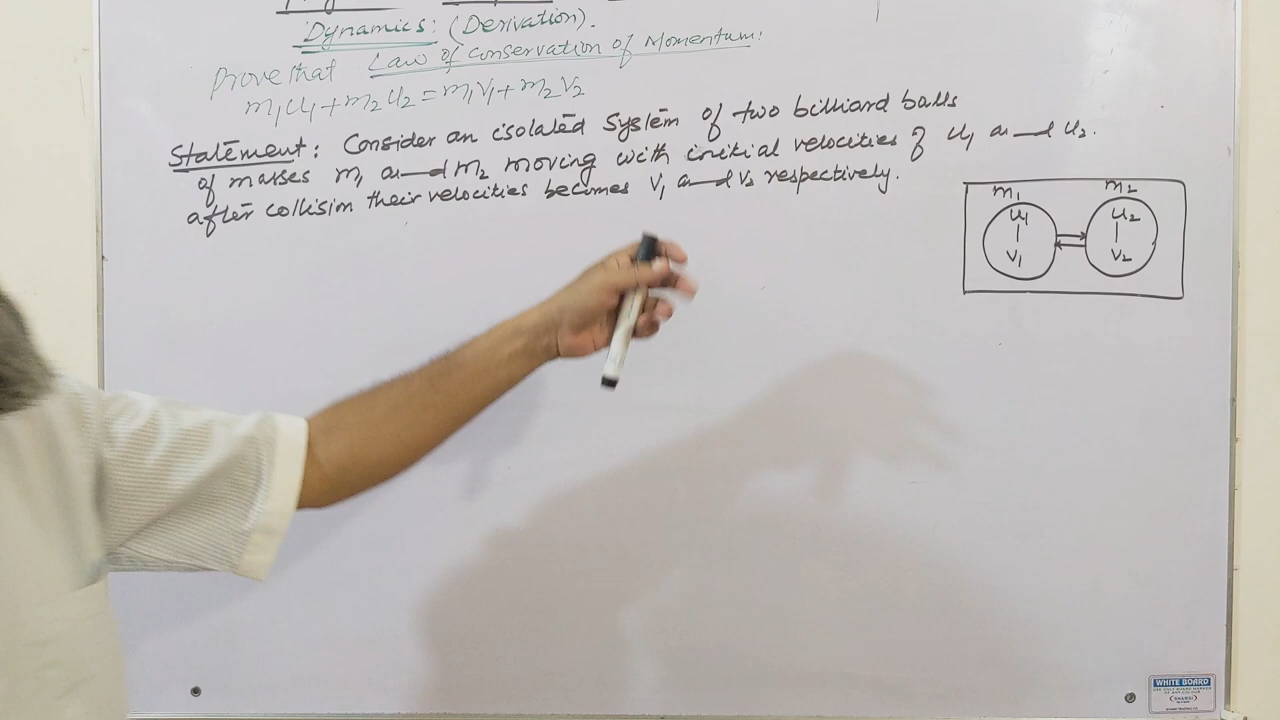 Dynamics: (Derivation).
Prove that Law of conservation of Momentum:
m₁U₁+m₂U₂=m₁V₁+m₂V₂
Statement: Consider an isolated System of two billiard balls
of masses m₁ and m₂ moving with initial velocities of U₁ and U₂.
after collision their velocities becomes V₁ and V₂ respectively.
m₁ m₂
U₁ U₂
V₁ V₂
WHITE BOARD